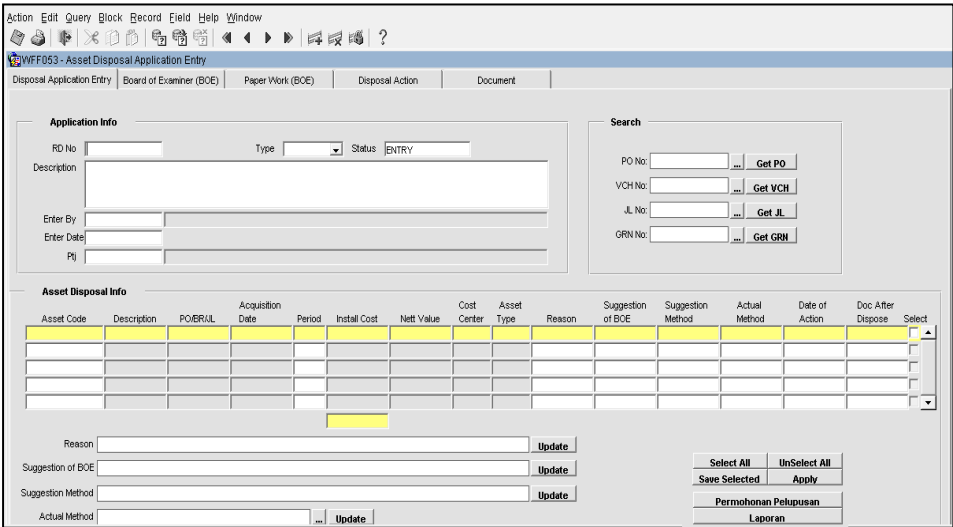 Action Edit Query Block Record Field Help Window
?
WFF053 - Asset Disposal Application Entry
Disposal Application Entry Board of Examiner (BOE) Paper Work (BOE) Disposal Action Document
Application Info
RD No Type Status ENTRY
Description
Enter By
Enter Date
Ptj
Search
PO No: ... Get PO
VCH No: ... Get VCH
JL No: ... Get JL
GRN No: ... Get GRN
Asset Disposal Info
Acquisition Cost Asset Suggestion Suggestion Actual Date of Doc After
Asset Code Description PO/BR/JL Date Period Install Cost Nett Value Center Type Reason of BOE Method Method Action Dispose Select
Reason Update
Suggestion of BOE Update
Suggestion Method Update
Actual Method ... Update
Select All UnSelect All
Save Selected Apply
Permohonan Pelupusan
Laporan